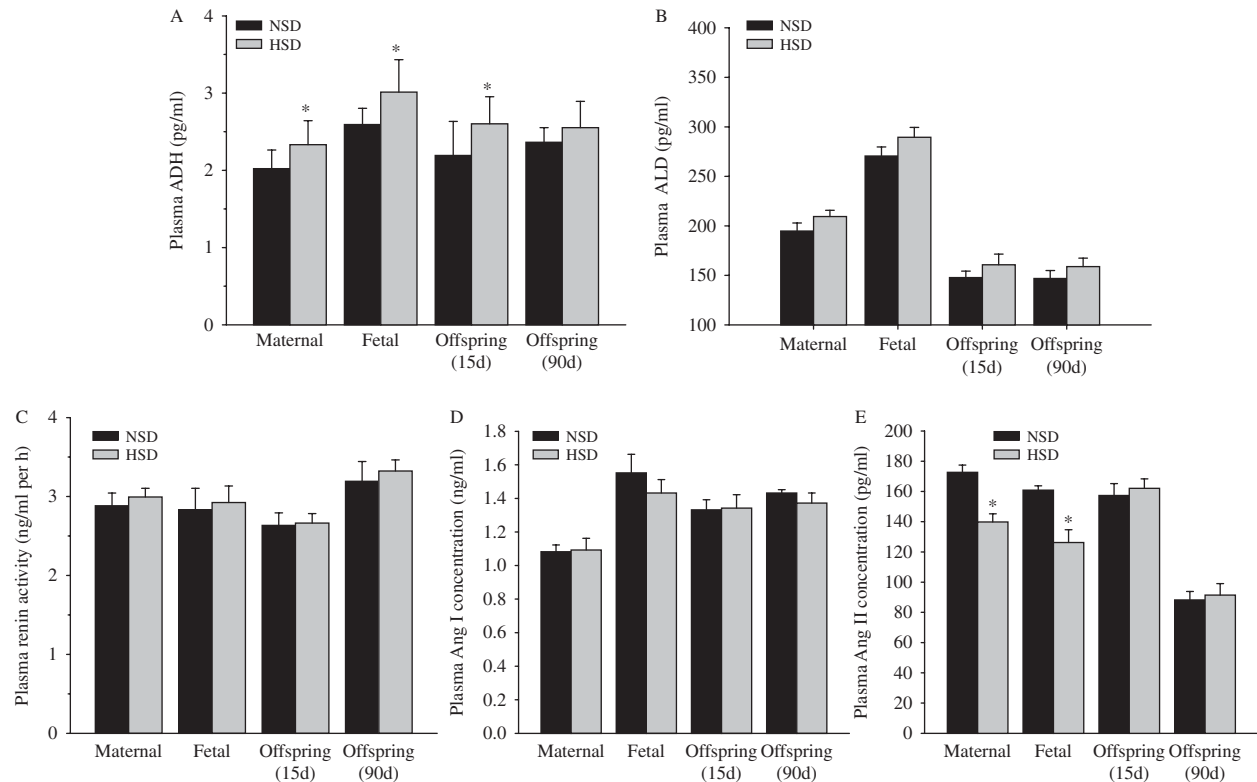 A
NSD
HSD
Plasma ADH (pg/ml)
4
3
2
1
0
*
*
*
Maternal
Fetal
Offspring
(15d)
Offspring
(90d)
B
NSD
HSD
Plasma ALD (pg/ml)
400
350
300
250
200
150
100
Maternal
Fetal
Offspring
(15d)
Offspring
(90d)
C
NSD
HSD
Plasma renin activity (ng/ml per h)
4
3
2
1
0
Maternal
Fetal
Offspring
(15d)
Offspring
(90d)
D
NSD
HSD
Plasma Ang I concentration (ng/ml)
1.8
1.6
1.4
1.2
1.0
0.8
0.6
0.4
0.2
0.0
Maternal
Fetal
Offspring
(15d)
Offspring
(90d)
E
NSD
HSD
Plasma Ang II concentration (pg/ml)
200
180
160
140
120
100
80
60
40
20
0
*
*
Maternal
Fetal
Offspring
(15d)
Offspring
(90d)